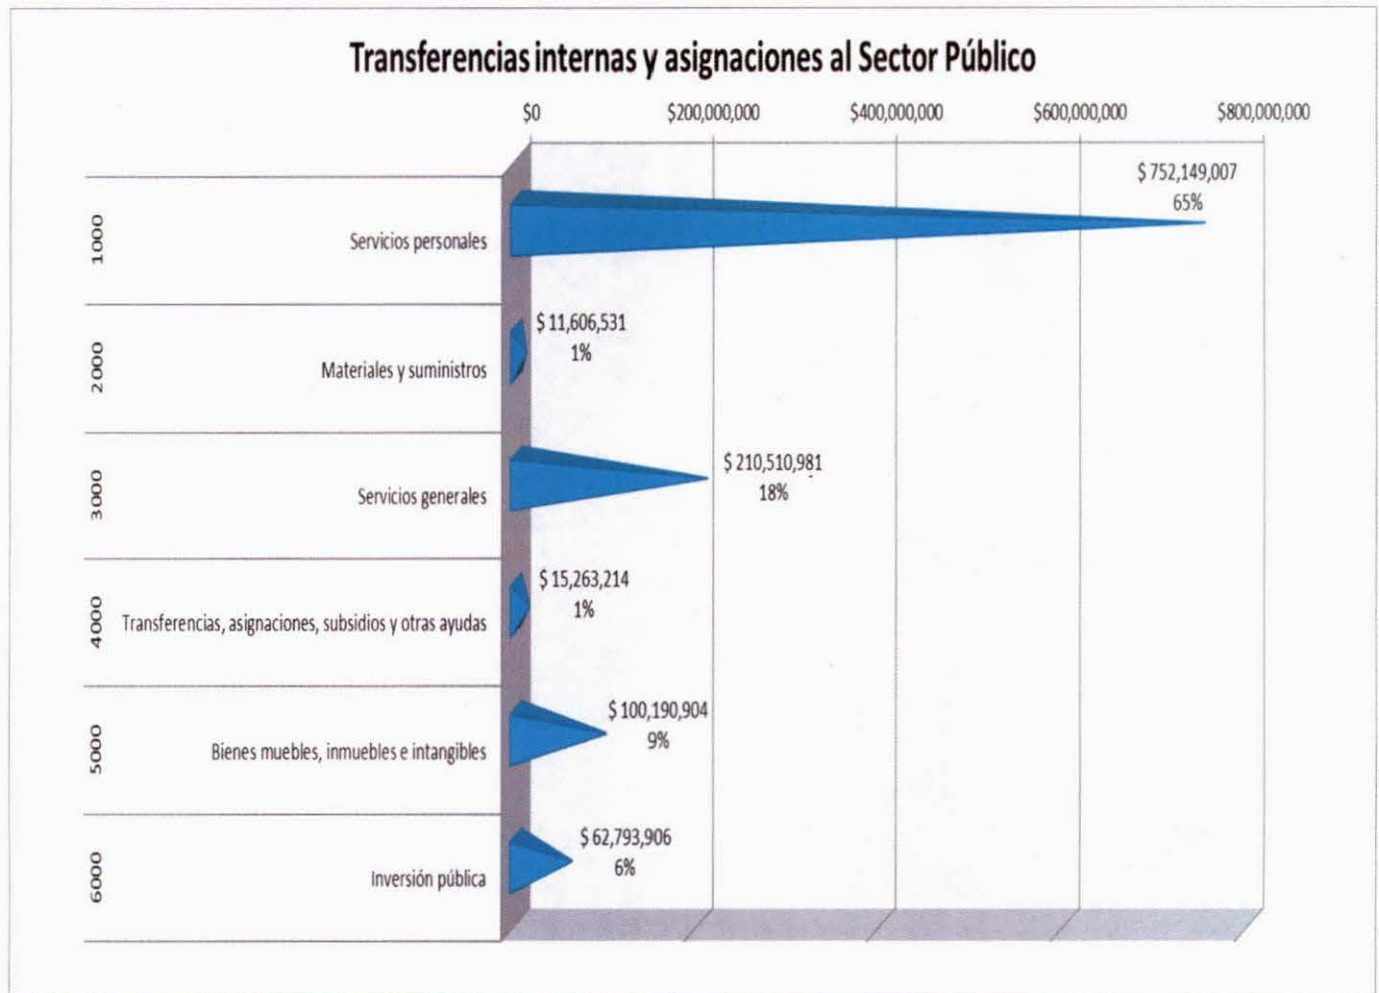 Transferencias internas y asignaciones al Sector Público
$0 $200,000,000 $400,000,000 $600,000,000 $800,000,000
1000 Servicios personales $ 752,149,007
65%
2000 Materiales y suministros $ 11,606,531
1%
3000 Servicios generales $ 210,510,981
18%
4000 Transferencias, asignaciones, subsidios y otras ayudas $ 15,263,214
1%
5000 Bienes muebles, inmuebles e intangibles $ 100,190,904
9%
6000 Inversión pública $ 62,793,906
6%